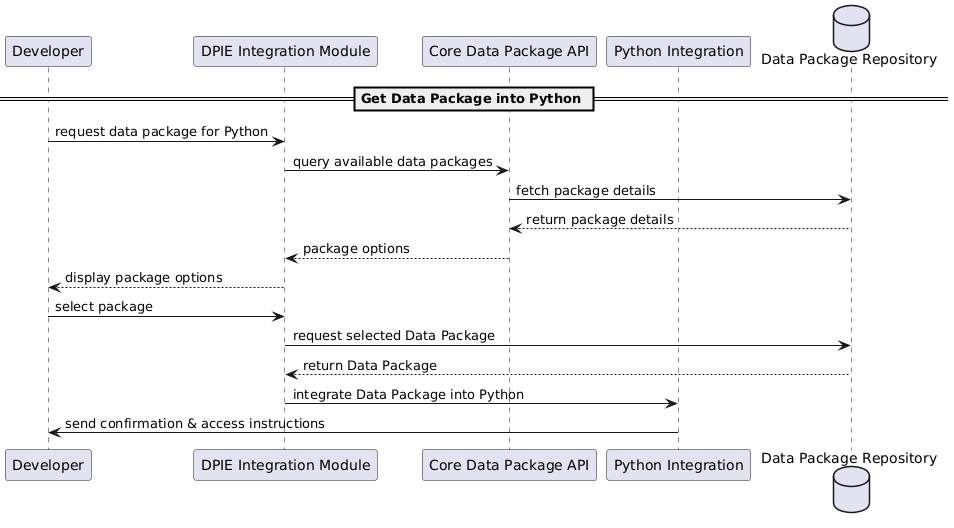 Developer
DPIE Integration Module
Core Data Package API
Python Integration
Data Package Repository
Get Data Package into Python
request data package for Python
query available data packages
fetch package details
return package details
package options
display package options
select package
request selected Data Package
return Data Package
integrate Data Package into Python
send confirmation & access instructions
Developer
DPIE Integration Module
Core Data Package API
Python Integration
Data Package Repository